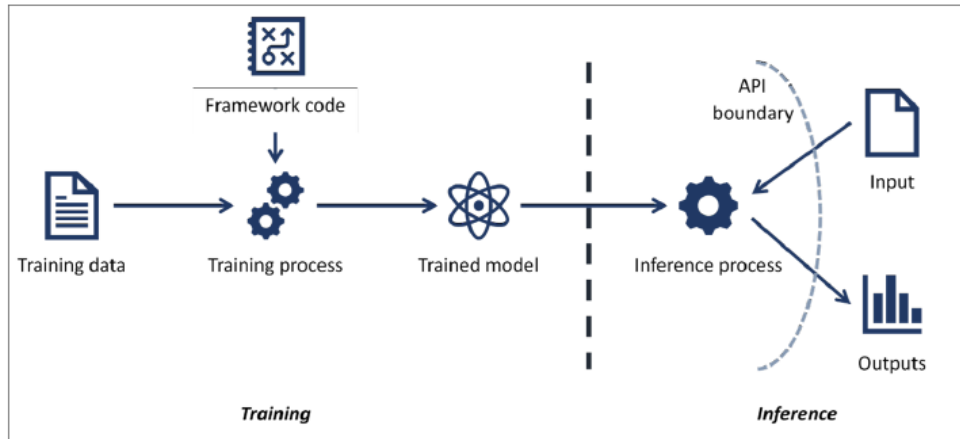 Framework code
API
boundary
Input
Training data
Training process
Trained model
Inference process
Outputs
Training
Inference